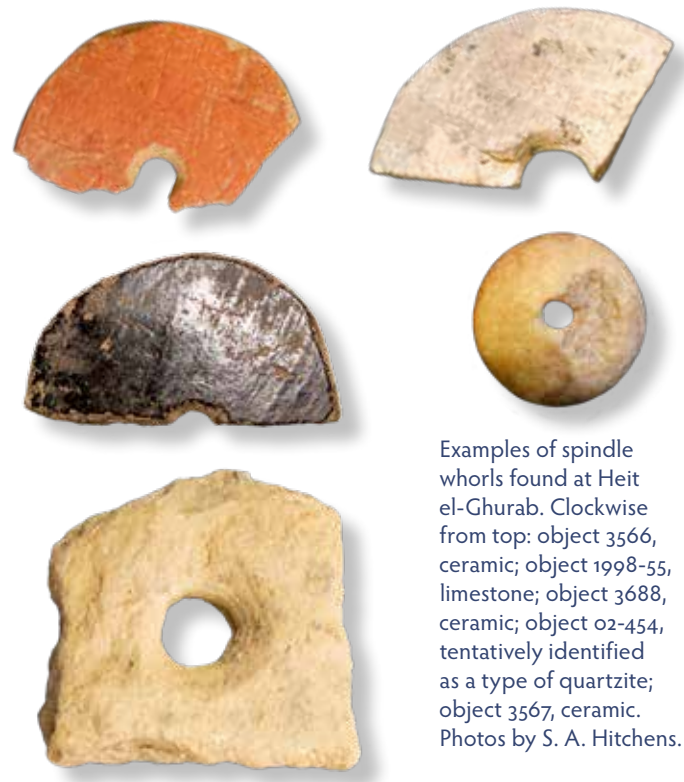 Examples of spindle
whorls found at Heit
el-Ghurab. Clockwise
from top: object 3566,
ceramic; object 1998-55,
limestone; object 3688,
ceramic; object 02-454,
tentatively identified
as a type of quartzite;
object 3567, ceramic.
Photos by S. A. Hitchens.